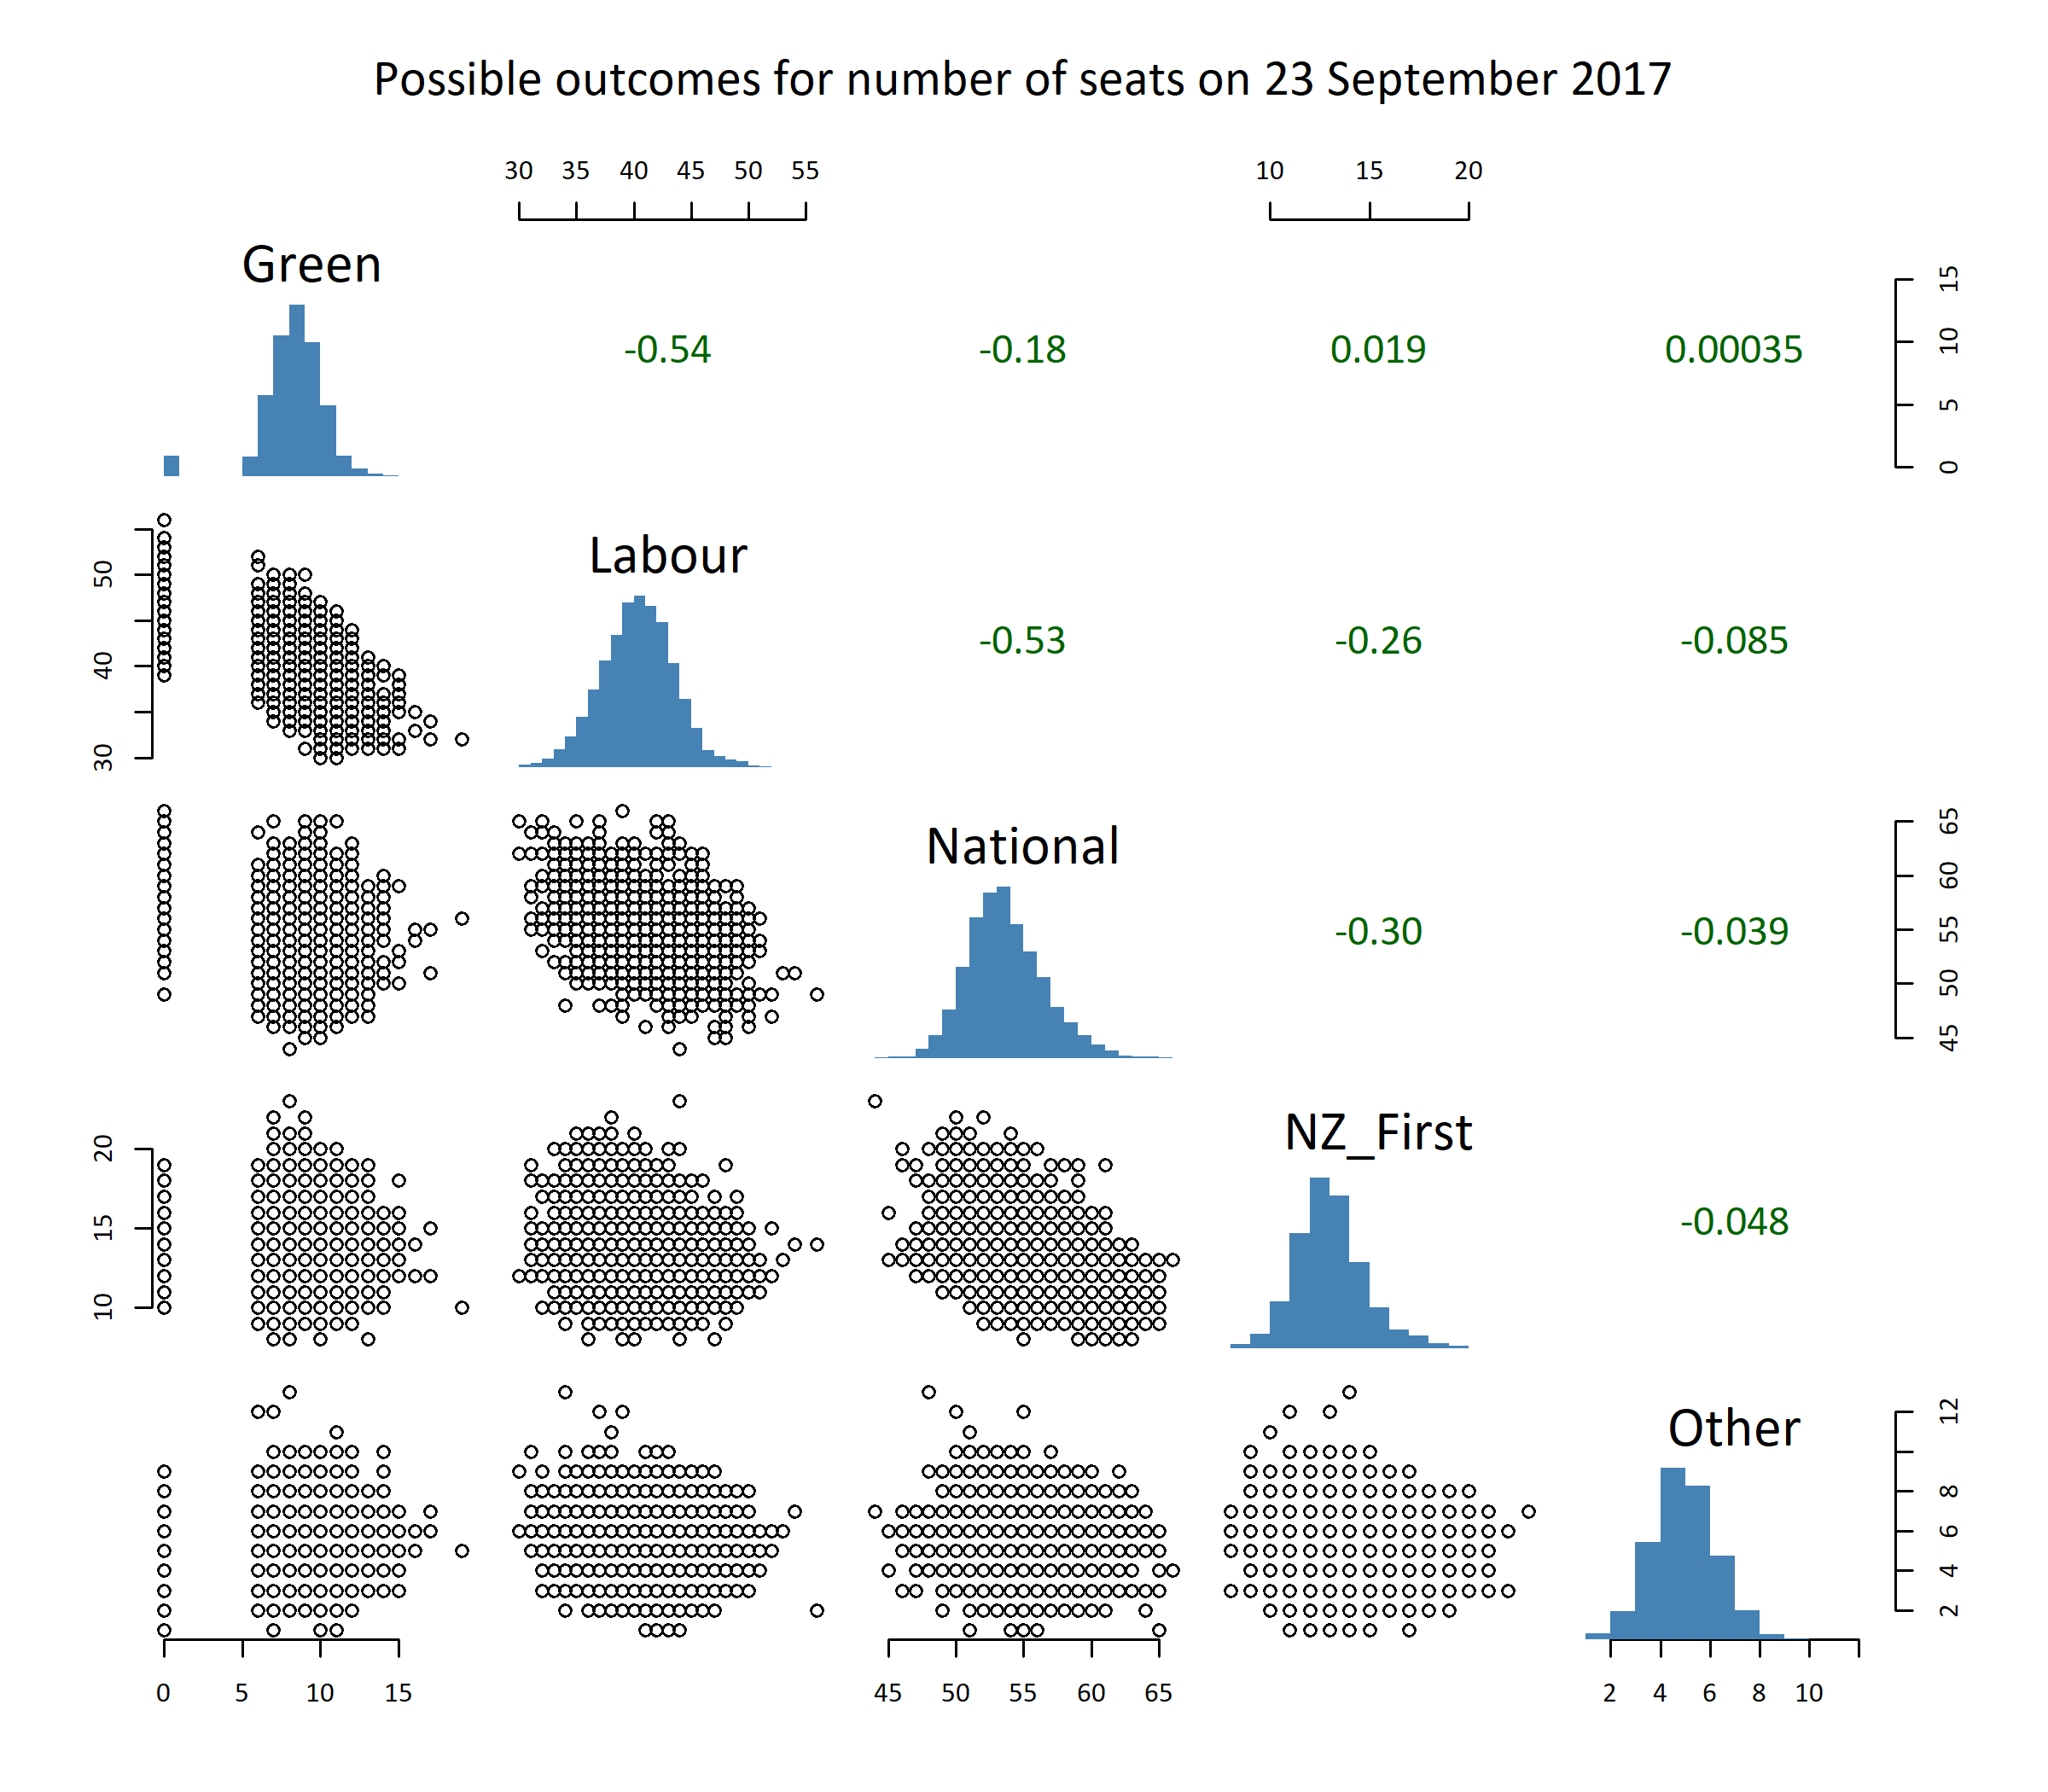 Possible outcomes for number of seats on 23 September 2017
30 35 40 45 50 55
10 15 20
Green
-0.54 -0.18 0.019 0.00035
0 5 10 15
Labour
30 40 50
-0.53 -0.26 -0.085
National
-0.30 -0.039
45 50 55 60 65
NZ_First
10 15 20
-0.048
Other
2 4 6 8 12
0 5 10 15
45 50 55 60 65
2 4 6 8 10